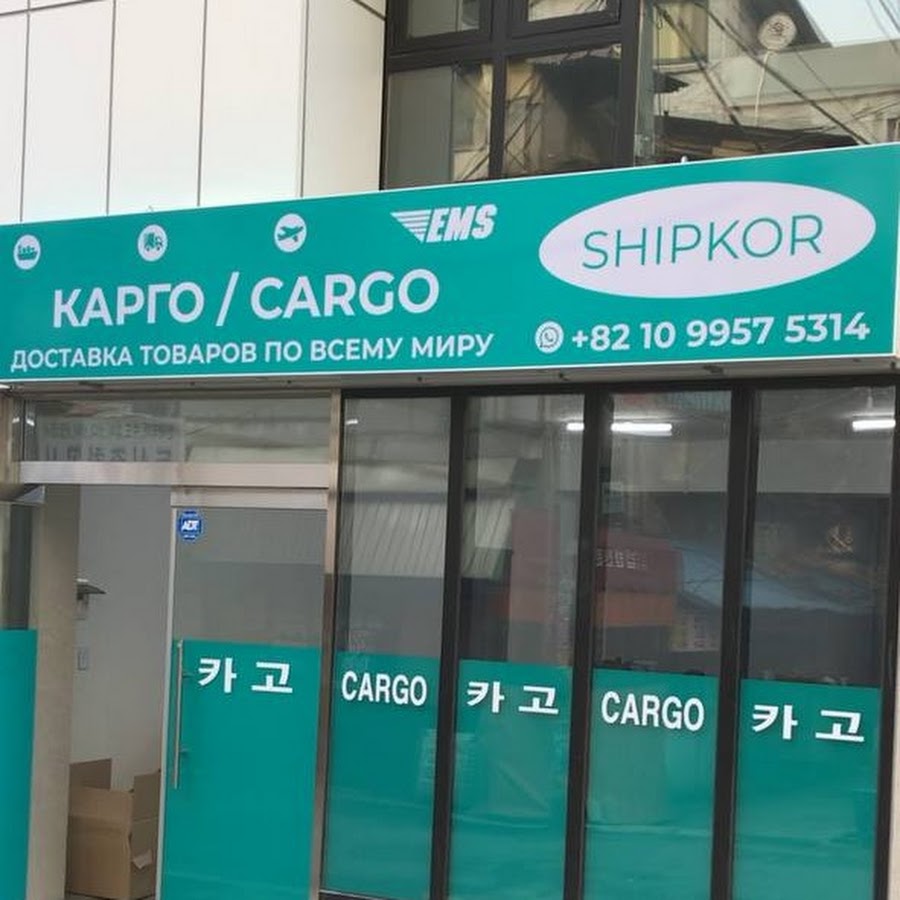 EMS
SHIPKOR
КАРГО / CARGO
ДОСТАВКА ТОВАРОВ ПО ВСЕМУ МИРУ
+82 10 9957 5314
ADT
카고
CARGO
카고
CARGO
카고